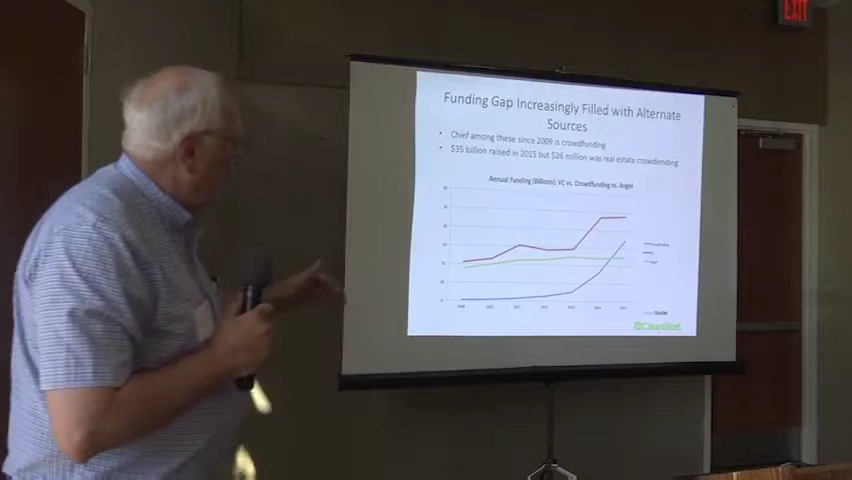 EXIT
Funding Gap Increasingly Filled with Alternate
Sources
• Chief among these since 2009 is crowdfunding
• $35 billion raised in 2015 but $26 million was real estate crowdlending
Annual Funding (Billions): VC vs. Crowdfunding vs. Angel
CleanStart